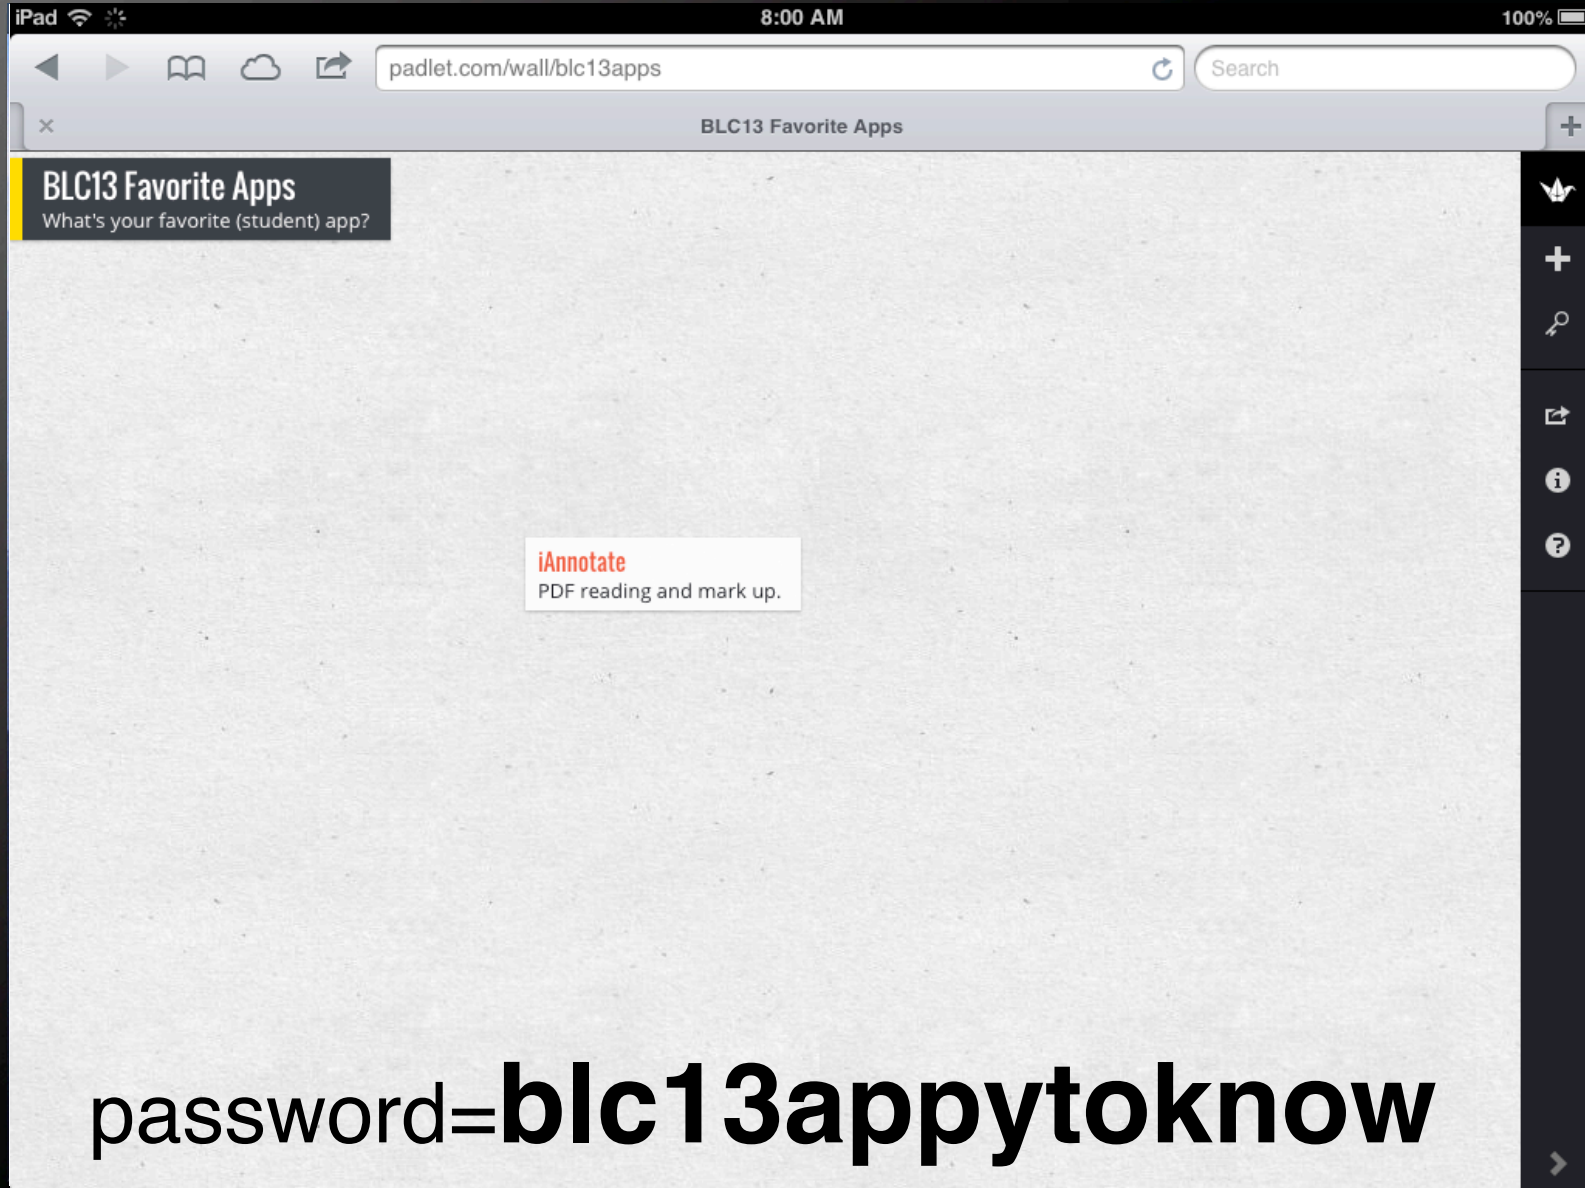 iPad 8:00 AM 100%
padlet.com/wall/blc13apps Search
BLC13 Favorite Apps
BLC13 Favorite Apps
What's your favorite (student) app?
iAnnotate
PDF reading and mark up.
password=blc13appytoknow